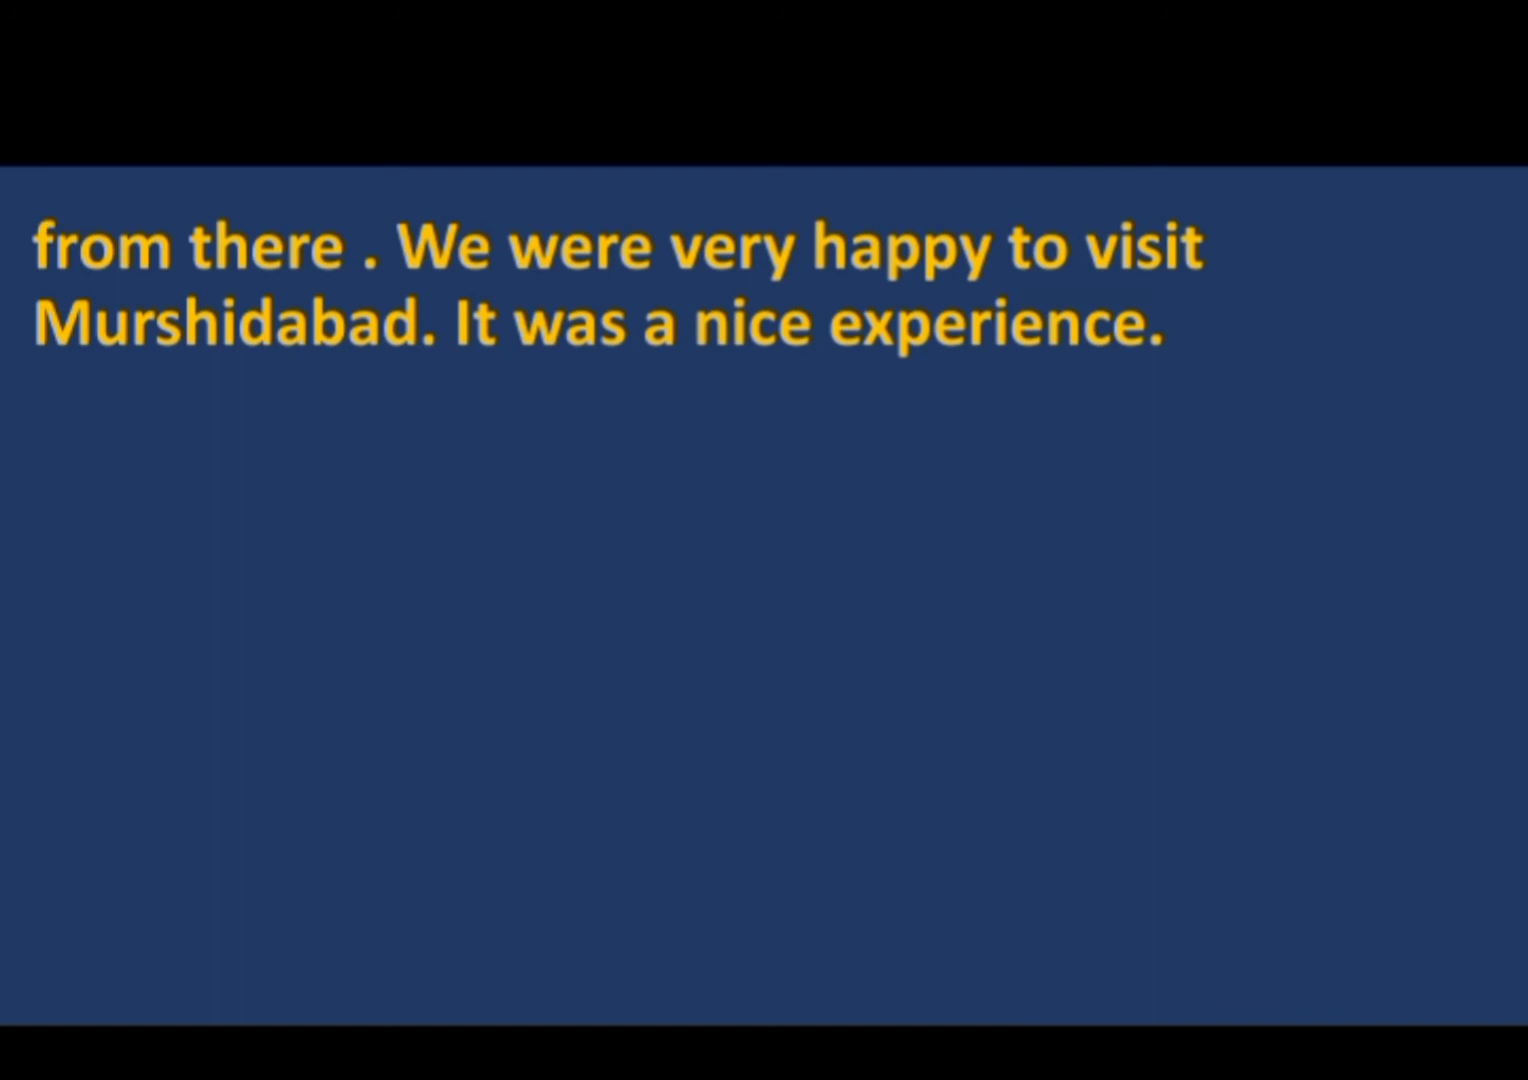 from there . We were very happy to visit
Murshidabad. It was a nice experience.